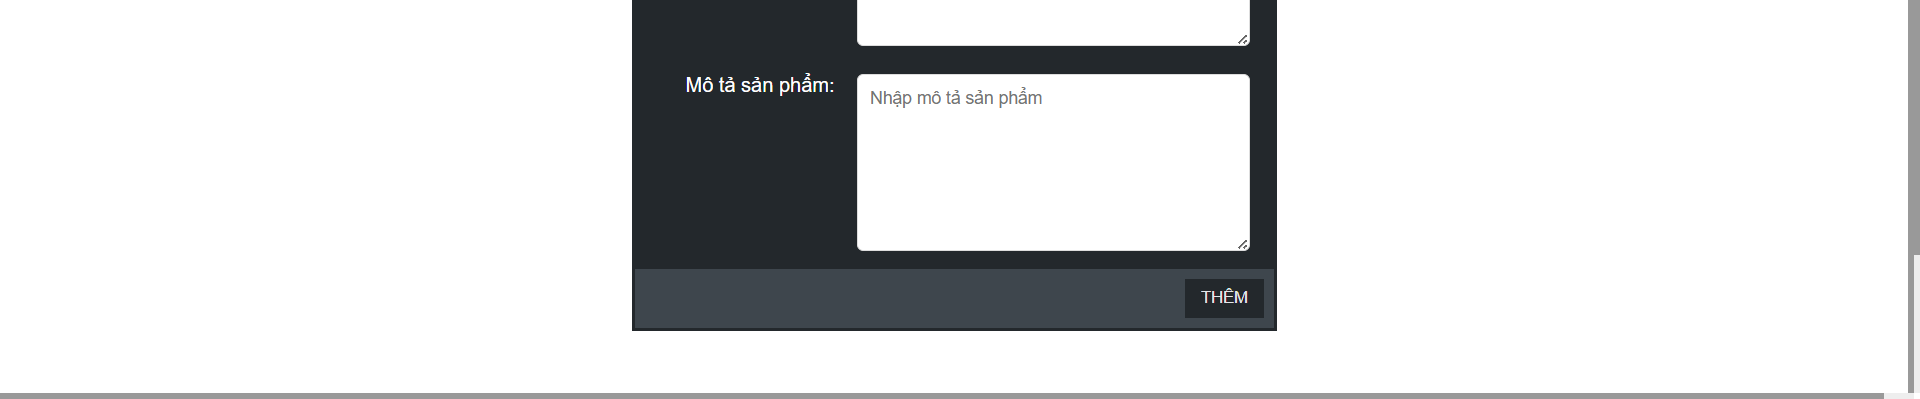 Mô tả sản phẩm:
Nhập mô tả sản phẩm
THÊM